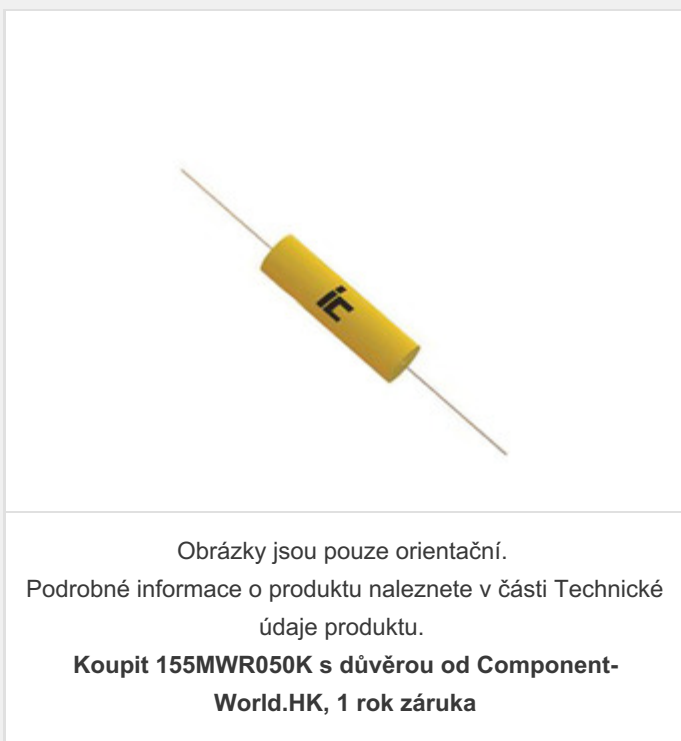 ic
Obrázky jsou pouze orientační.
Podrobné informace o produktu naleznete v části Technické
údaje produktu.
Koupit 155MWR050K s důvěrou od Component-
World.HK, 1 rok záruka